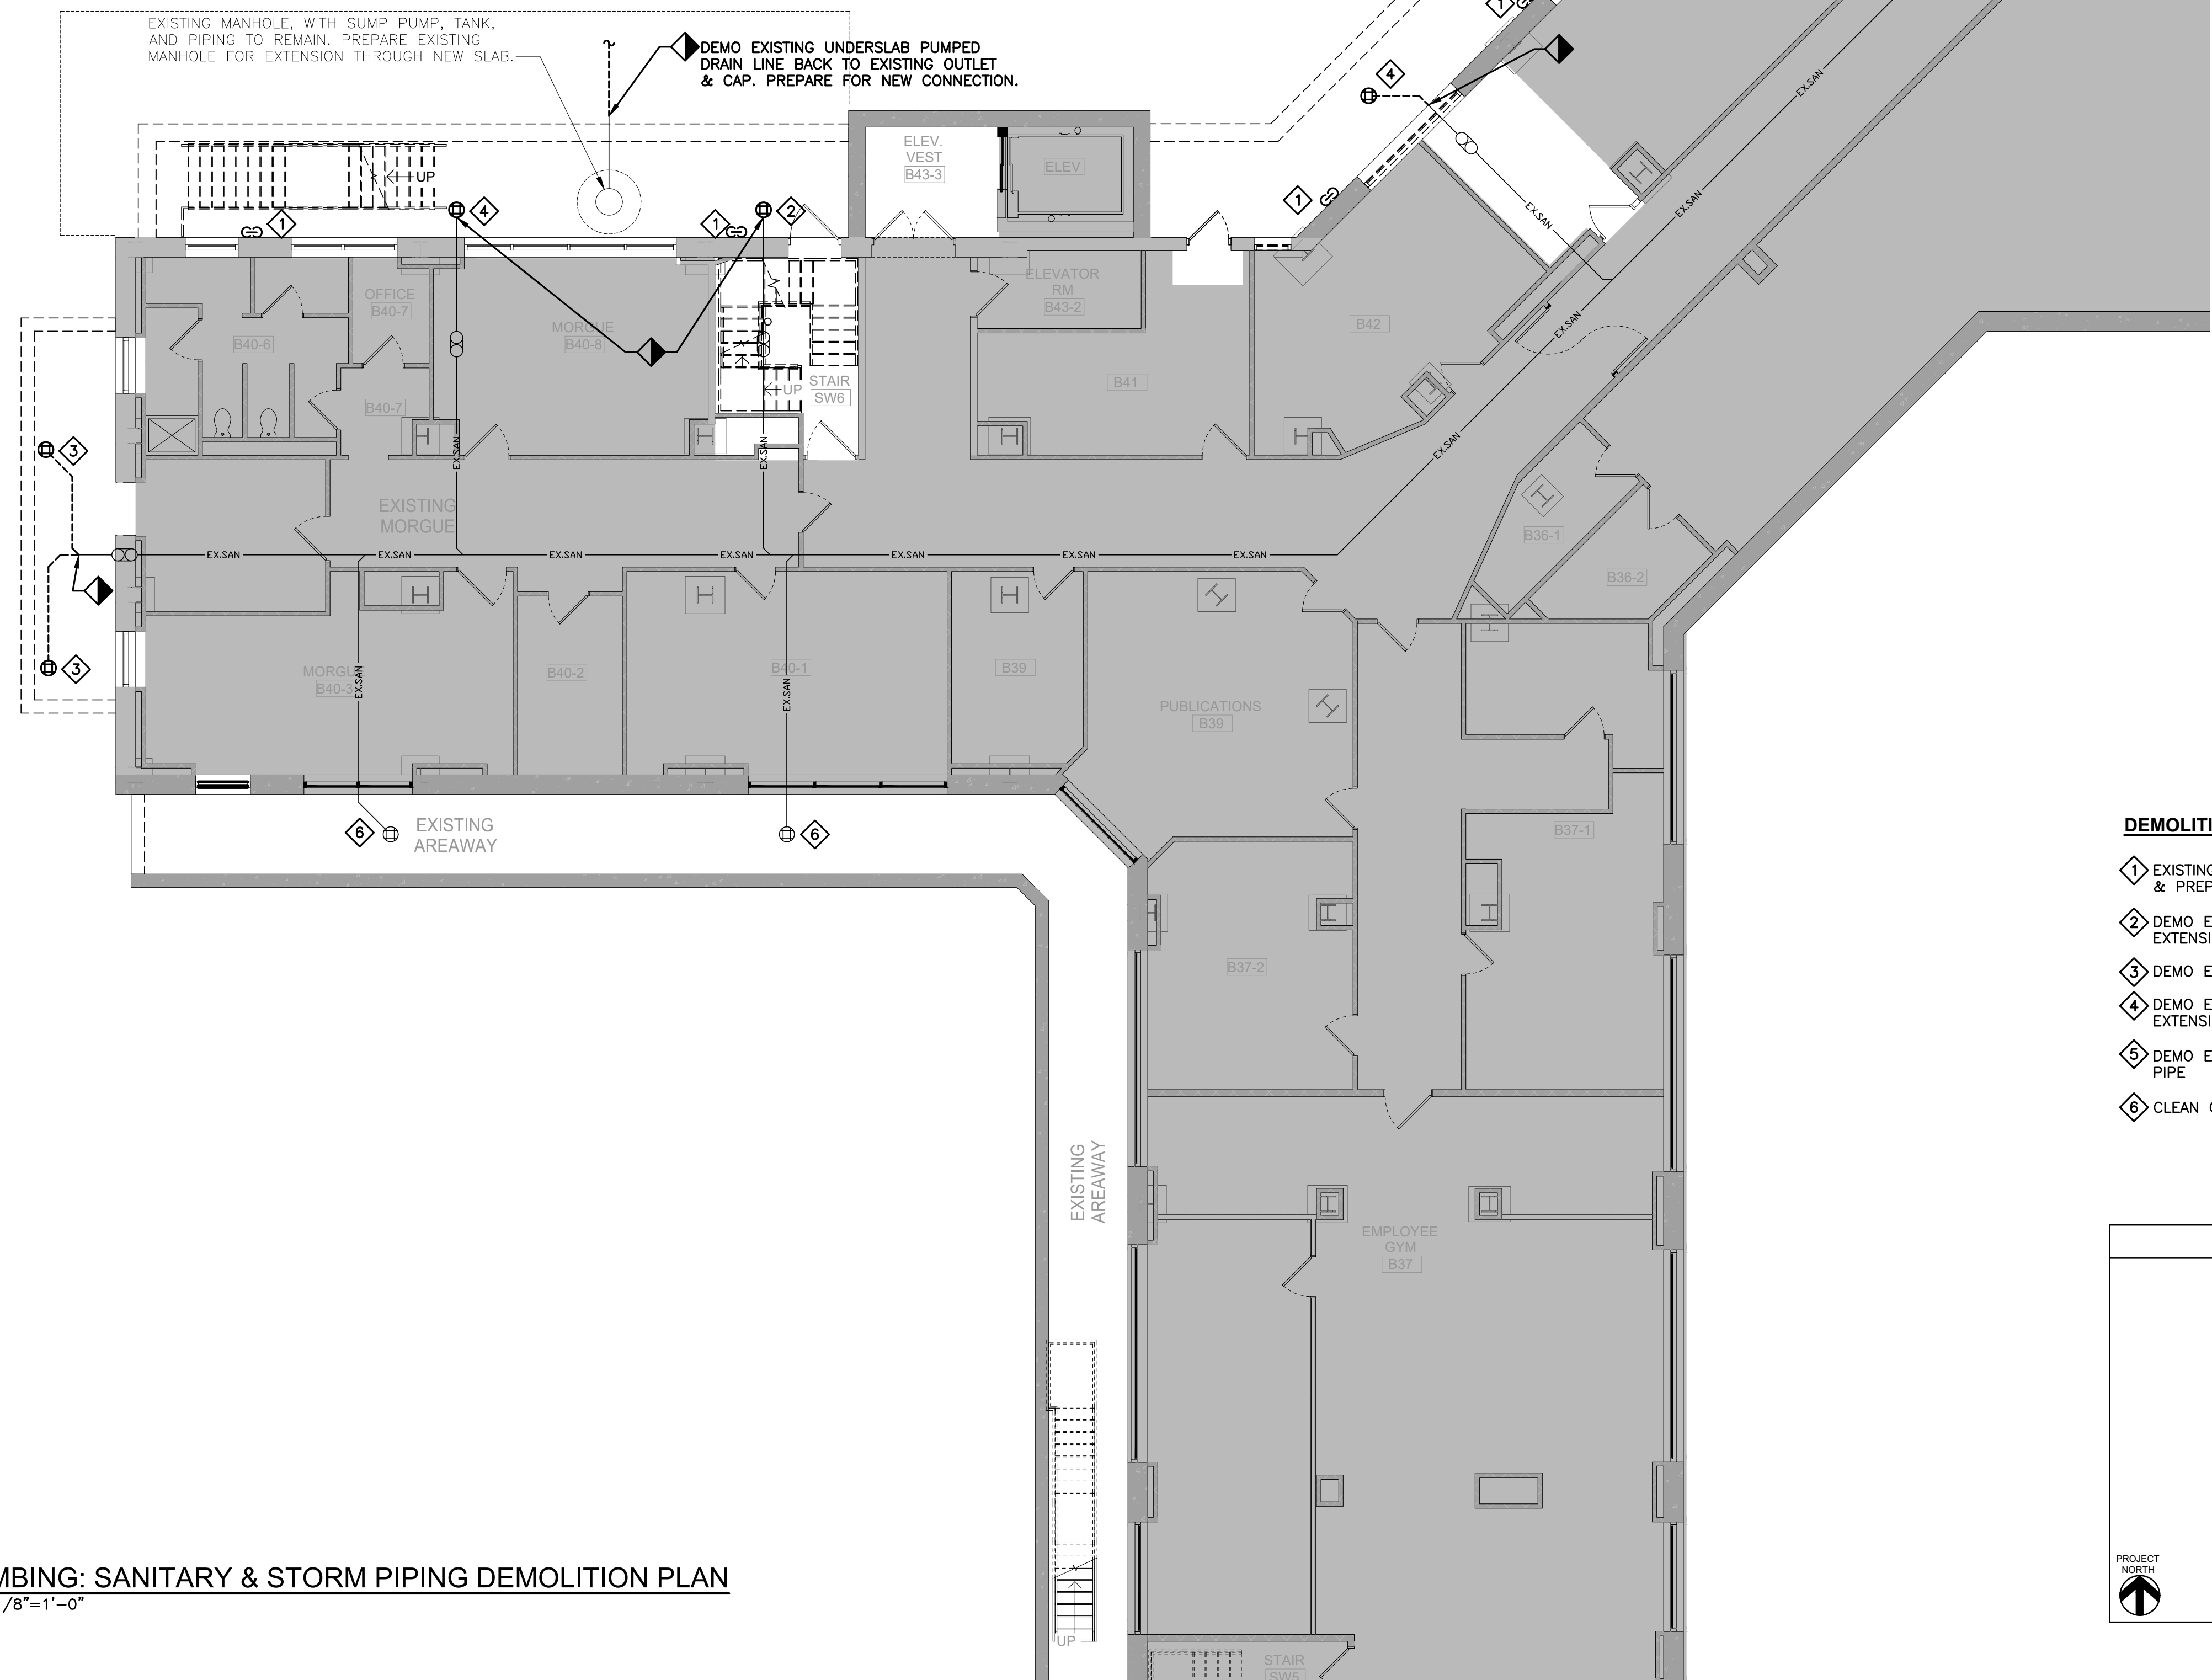 EXISTING MANHOLE, WITH SUMP PUMP, TANK,
AND PIPING TO REMAIN. PREPARE EXISTING
MANHOLE FOR EXTENSION THROUGH NEW SLAB.
DEMO EXISTING UNDERSLAB PUMPED
DRAIN LINE BACK TO EXISTING OUTLET
& CAP. PREPARE FOR NEW CONNECTION.
1
4
ELEV.
VEST
B43-3
ELEV
UP
1
4
1
2
1
OFFICE
B40-7
B40-6
MORGUE
B40-8
B40-7
UP
STAIR
SW6
ELEVATOR
RM
B43-2
B41
B42
EX.SAN
EX.SAN
EX.SAN
EX.SAN
EX.SAN
EX.SAN
EX.SAN
3
3
EXISTING
MORGUE
EX.SAN
EX.SAN
EX.SAN
EX.SAN
EX.SAN
EX.SAN
EX.SAN
B36-1
B36-2
B40-3
EX.SAN
B40-2
B40-1
EX.SAN
B39
PUBLICATIONS
B39
6
EXISTING
AREAWAY
6
B37-1
B37-2
EXISTING
AREAWAY
EMPLOYEE
GYM
B37
UP
STAIR
SW5
1
& 
2 DEMO
3 DEMO
4 DEMO
5 DEMO
PIPE
6 CLEAN
PROJECT
NORTH
SANITARY & STORM PIPING DEMOLITION PLAN
/8"=1'-0"